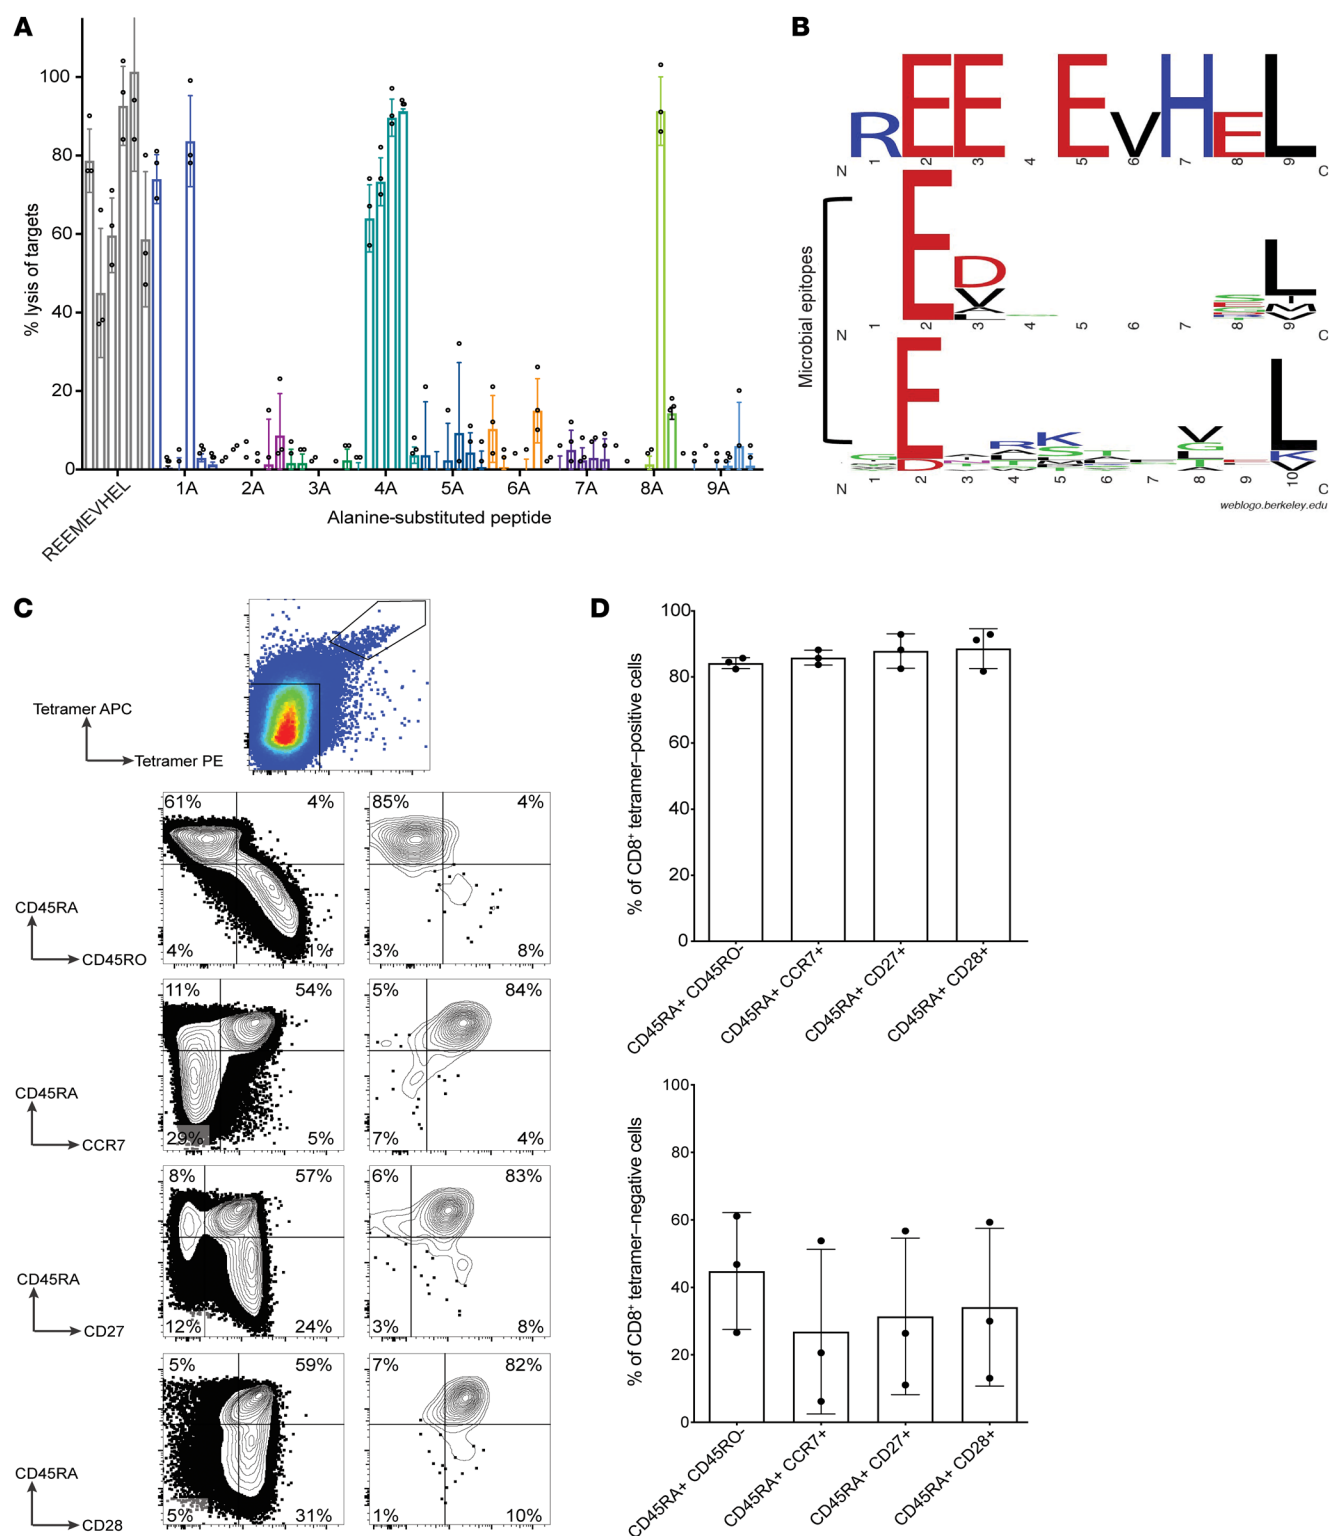 A
% lysis of targets
100
80
60
40
20
0
REEMEVHEL
1A
2A
3A
4A
5A
6A
7A
8A
9A
Alanine-substituted peptide
B
REE EVHEL
N 1 2 3 4 5 6 7 8 9 C
Microbial epitopes
N 1 2 3 4 5 6 7 8 9 C
N 1 2 3 4 5 6 7 8 9 10 C
weblogo.berkeley.edu
C
Tetramer APC
Tetramer PE
61% 4% 85% 4%
CD45RA
4% 1% 3% 8%
CD45RO
11% 54% 5% 84%
CD45RA
29% 5% 7% 4%
CCR7
8% 57% 6% 83%
CD45RA
12% 24% 3% 8%
CD27
5% 59% 7% 82%
CD45RA
5% 31% 1% 10%
CD28
D
% of CD8+ tetramer–positive cells
100
80
60
40
20
0
CD45RA+ CD45RO-
CD45RA+ CCR7+
CD45RA+ CD27+
CD45RA+ CD28+
% of CD8+ tetramer–negative cells
100
80
60
40
20
0
CD45RA+ CD45RO-
CD45RA+ CCR7+
CD45RA+ CD27+
CD45RA+ CD28+